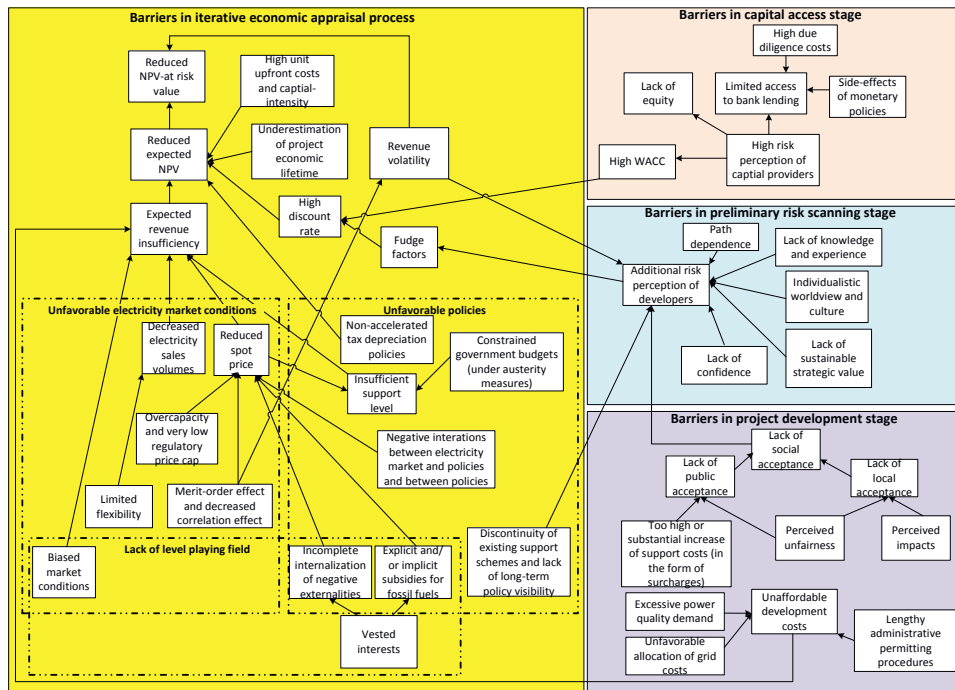 Barriers in iterative economic appraisal process
Reduced
NPV-at risk
value
High unit
upfront costs
and captial-
intensity
Reduced
expected
NPV
Underestimation
of project
economic
lifetime
Revenue
volatility
Expected
revenue
insufficiency
High
discount
rate
Fudge
factors
Unfavorable electricity market conditions
Decreased
electricity
sales
volumes
Reduced
spot
price
Overcapacity
and very low
regulatory
price cap
Limited
flexibility
Merit-order effect
and decreased
correlation effect
Unfavorable policies
Non-accelerated
tax depreciation
policies
Constrained
government budgets
(under austerity
measures)
Insufficient
support
level
Negative interations
between electricity
market and policies
and between policies
Discontinuity of
existing support
schemes and lack of
long-term
policy visibility
Lack of level playing field
Biased
market
conditions
Incomplete
internalization
of negative
externalities
Explicit and/
or implicit
subsidies for
fossil fuels
Vested
interests
Barriers in capital access stage
High due
diligence costs
Lack of
equity
Limited access
to bank lending
Side-effects
of monetary
policies
High WACC
High risk
perception of
captial providers
Barriers in preliminary risk scanning stage
Path
dependence
Lack of knowledge
and experience
Additional risk
perception of
developers
Individualistic
worldview and
culture
Lack of
confidence
Lack of
sustainable
strategic value
Barriers in project development stage
Lack of
social
acceptance
Lack of
public
acceptance
Lack of
local
acceptance
Too high or
substantial increase
of support costs (in
the form of
surcharges)
Perceived
unfairness
Perceived
impacts
Excessive power
quality demand
Unaffordable
development
costs
Unfavorable
allocation of grid costs
Lengthy
administrative
permitting
procedures